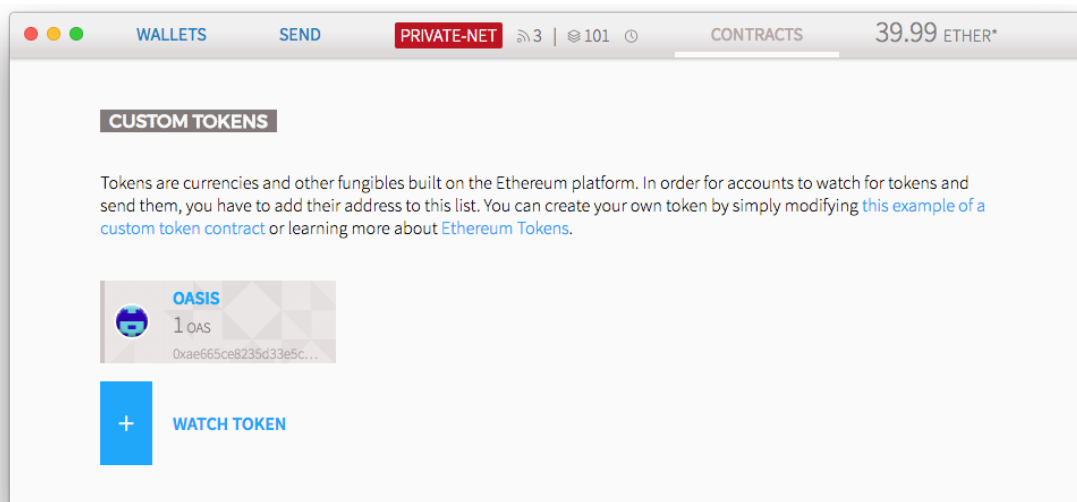 WALLETS SEND PRIVATE-NET 3 | 101 CONTRACTS 39.99 ETHER*
CUSTOM TOKENS
Tokens are currencies and other fungibles built on the Ethereum platform. In order for accounts to watch for tokens and
send them, you have to add their address to this list. You can create your own token by simply modifying this example of a
custom token contract or learning more about Ethereum Tokens.
OASIS
1 OAS
0xae665ce8235d33e5c...
+ WATCH TOKEN